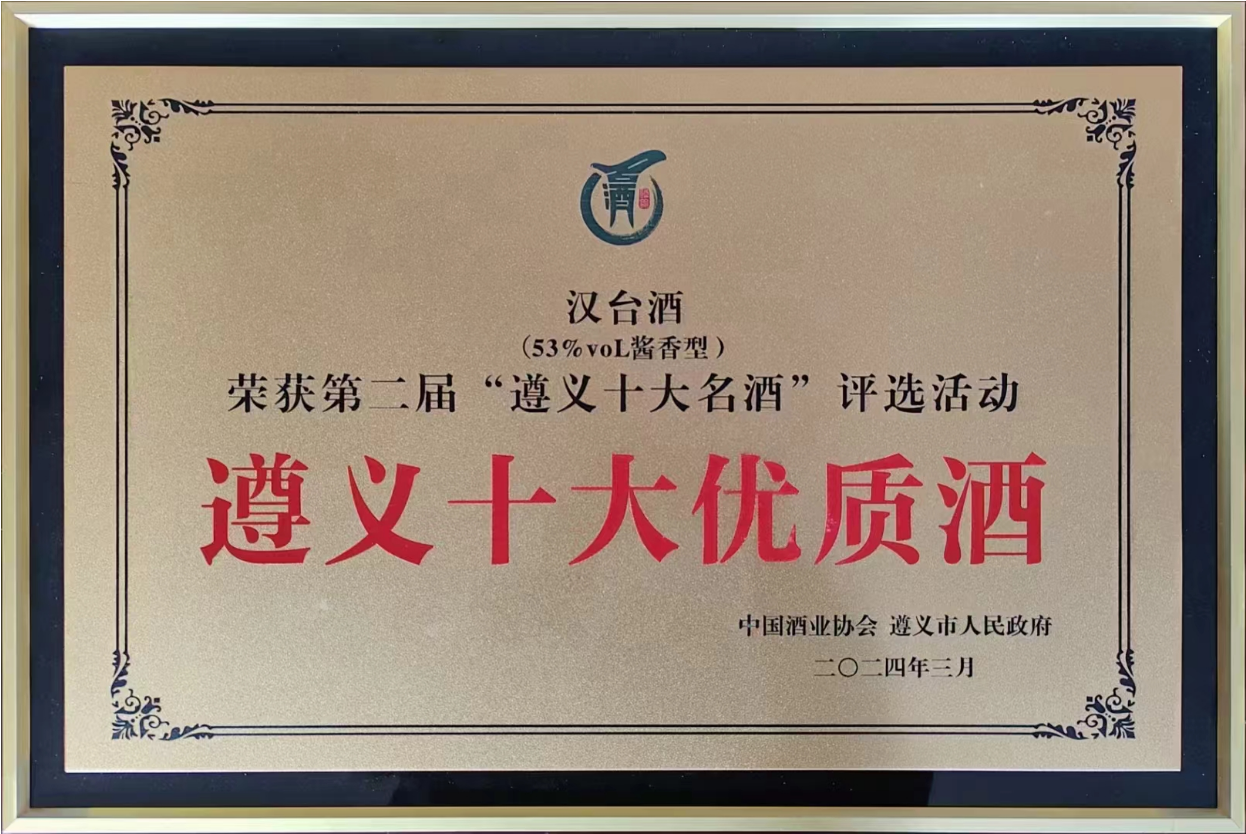 酒
汉台酒
（53%voL酱香型）
荣获第二届“遵义十大名酒”评选活动
遵义十大优质酒
中国酒业协会 遵义市人民政府
二〇二四年三月